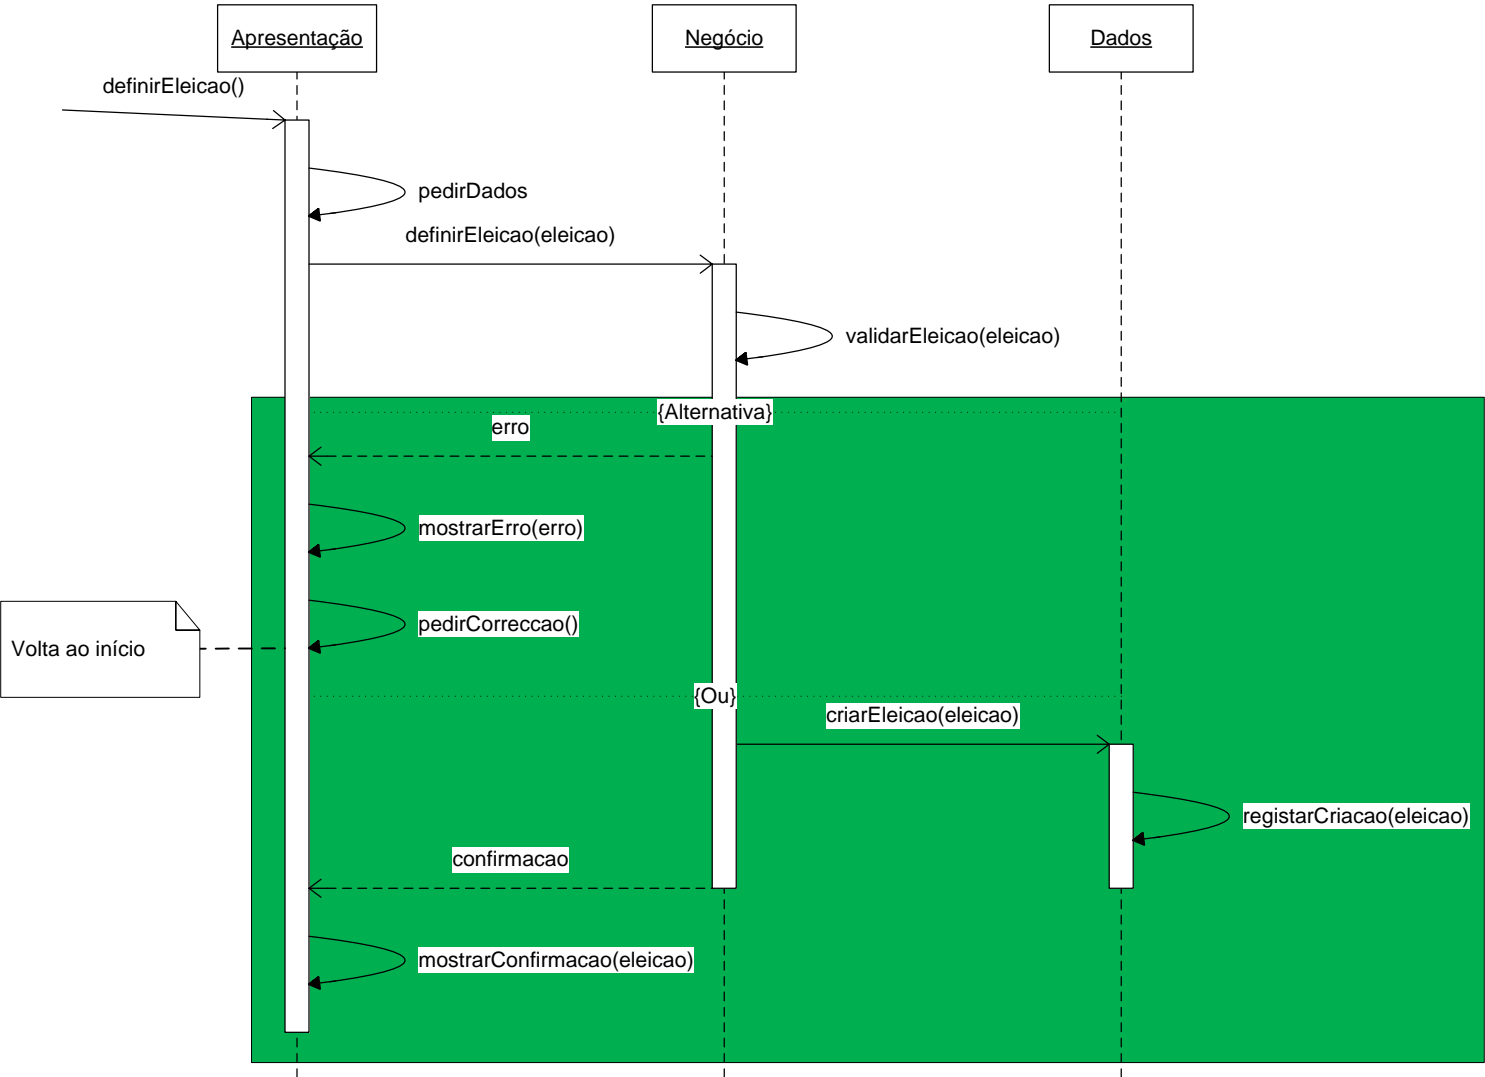 Apresentação
Negócio
Dados
definirEleicao()
pedirDados
definirEleicao(eleicao)
validarEleicao(eleicao)
{Alternativa}
erro
mostrarErro(erro)
pedirCorreccao()
Volta ao início
{Ou}
criarEleicao(eleicao)
registarCriacao(eleicao)
confirmacao
mostrarConfirmacao(eleicao)